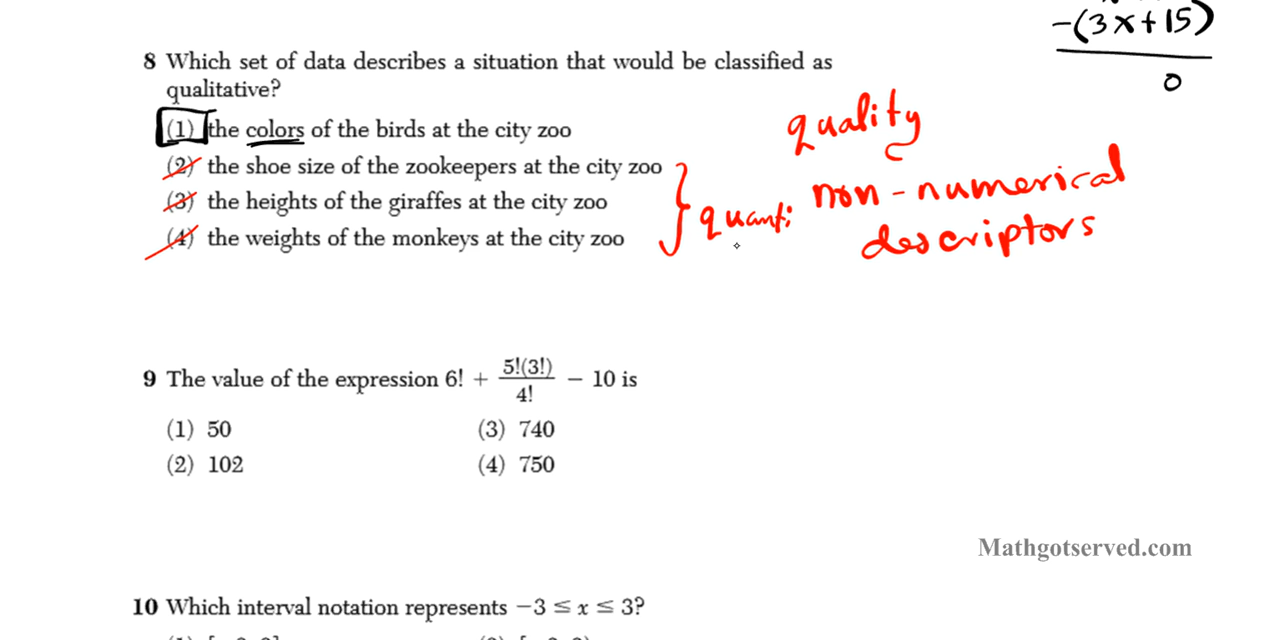 -(3x+15)
0
8 Which set of data describes a situation that would be classified as
qualitative?
(1) the colors of the birds at the city zoo
(2) the shoe size of the zookeepers at the city zoo
(3) the heights of the giraffes at the city zoo
(4) the weights of the monkeys at the city zoo
quality
quanti
non-numerical
descriptors
9 The value of the expression 6! + 5!(3!)/4! − 10 is
(1) 50 (3) 740
(2) 102 (4) 750
Mathgotserved.com
10 Which interval notation represents −3 ≤ x ≤ 3?